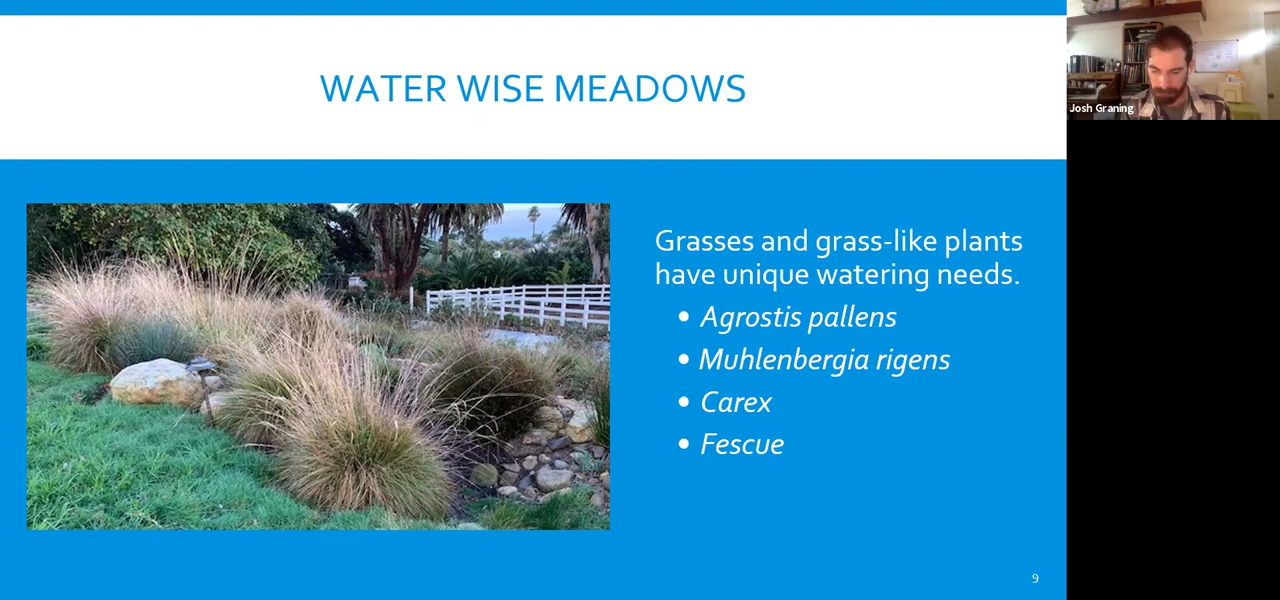 WATER WISE MEADOWS
Josh Graning
Grasses and grass-like plants
have unique watering needs.
• Agrostis pallens
• Muhlenbergia rigens
• Carex
• Fescue
9